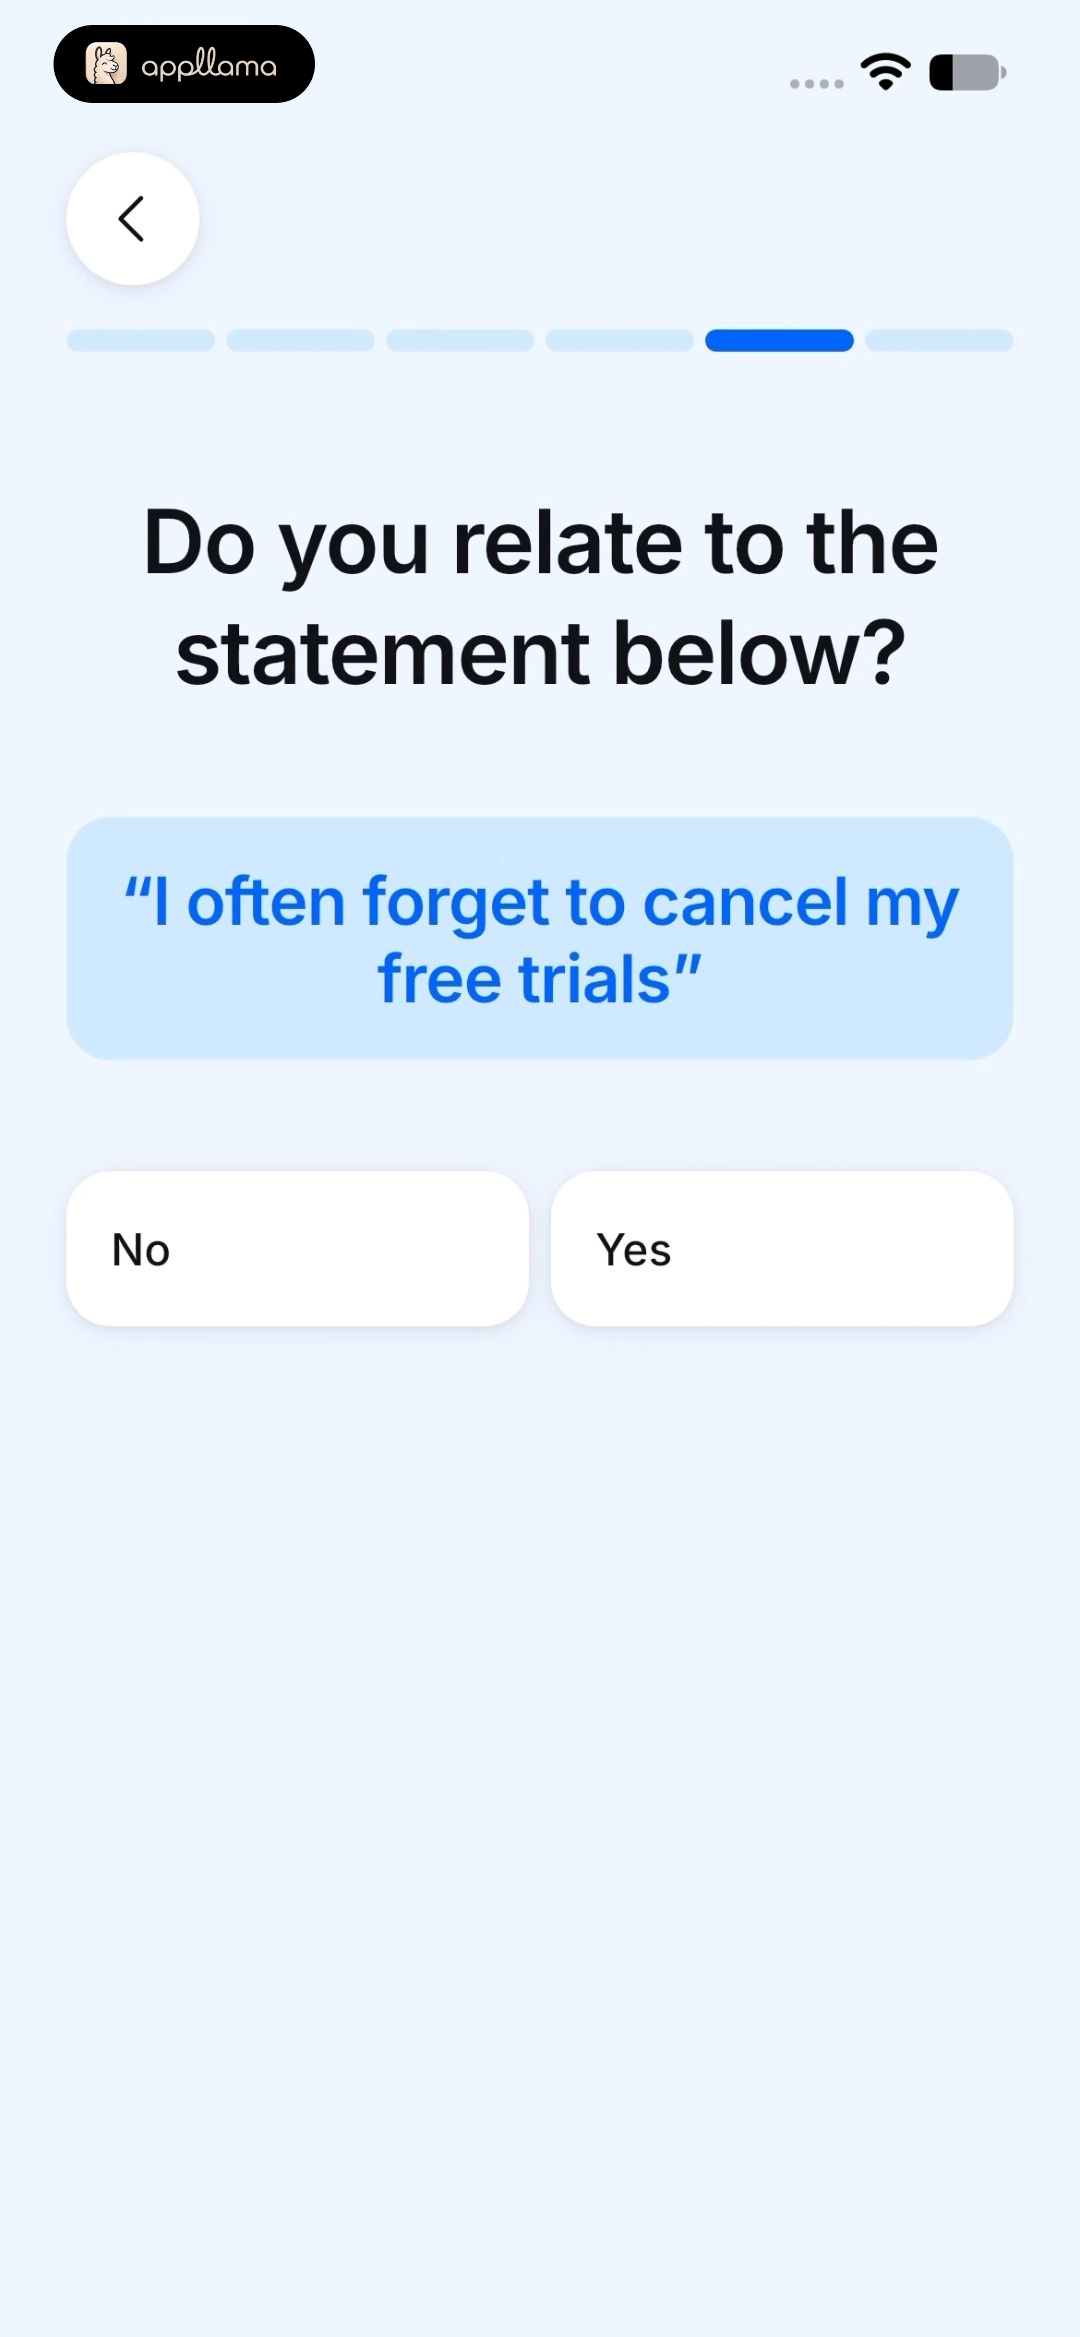 appllama
Do you relate to the
statement below?
“I often forget to cancel my
free trials”
No
Yes